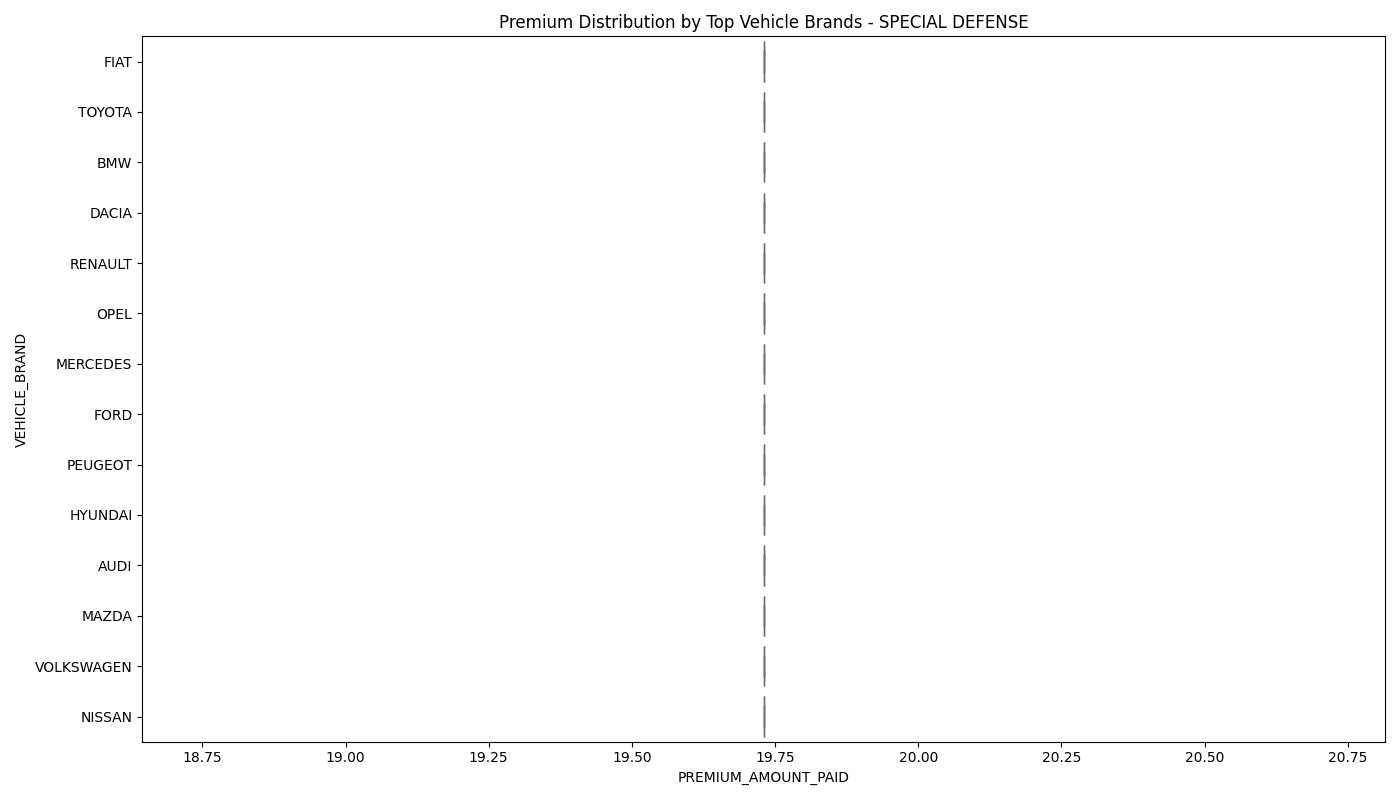 Premium Distribution by Top Vehicle Brands - SPECIAL DEFENSE
FIAT
TOYOTA
BMW
DACIA
RENAULT
OPEL
MERCEDES
FORD
PEUGEOT
HYUNDAI
AUDI
MAZDA
VOLKSWAGEN
NISSAN
VEHICLE_BRAND
18.75 19.00 19.25 19.50 19.75 20.00 20.25 20.50 20.75
PREMIUM_AMOUNT_PAID